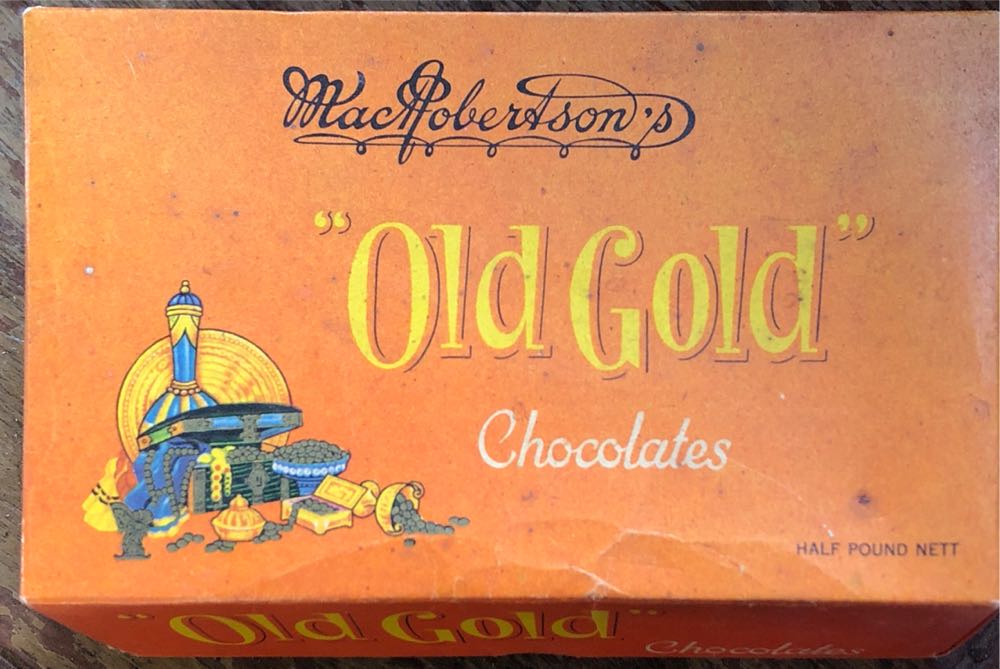 MacRobertson's
"Old Gold"
Chocolates
HALF POUND NETT
"Old Gold"
Chocolates